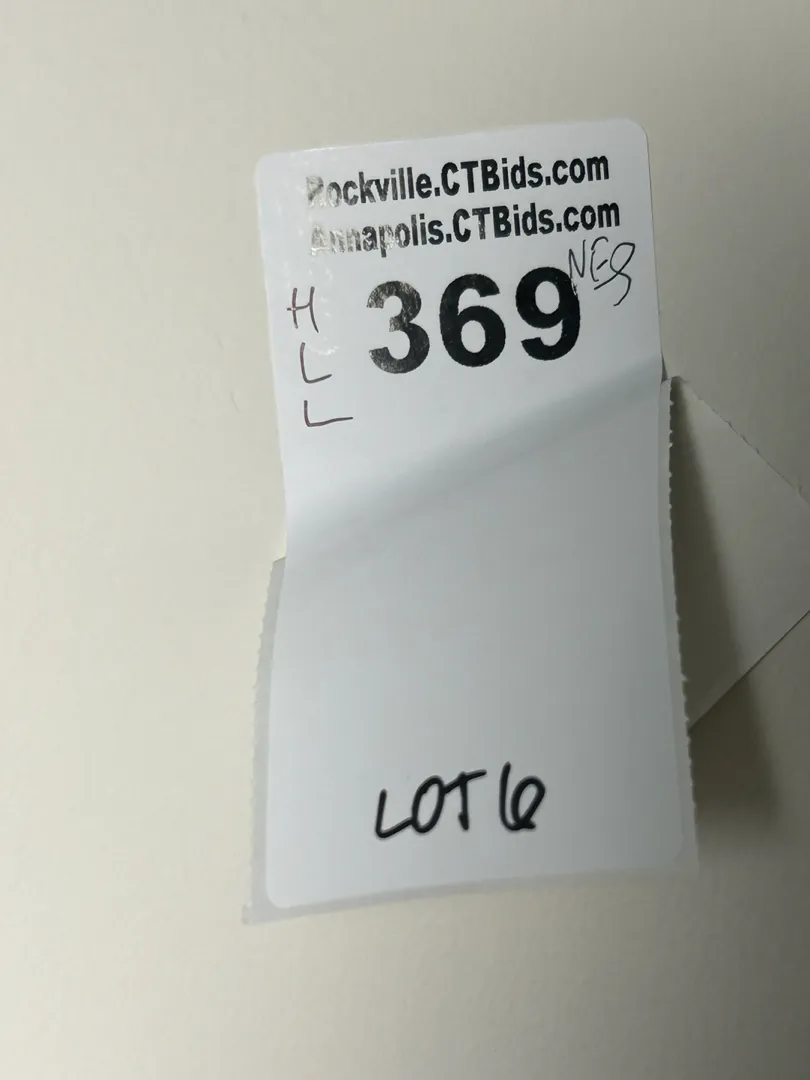 Rockville.CTBids.com
Annapolis.CTBids.com
369
H
L
L
LOT 6